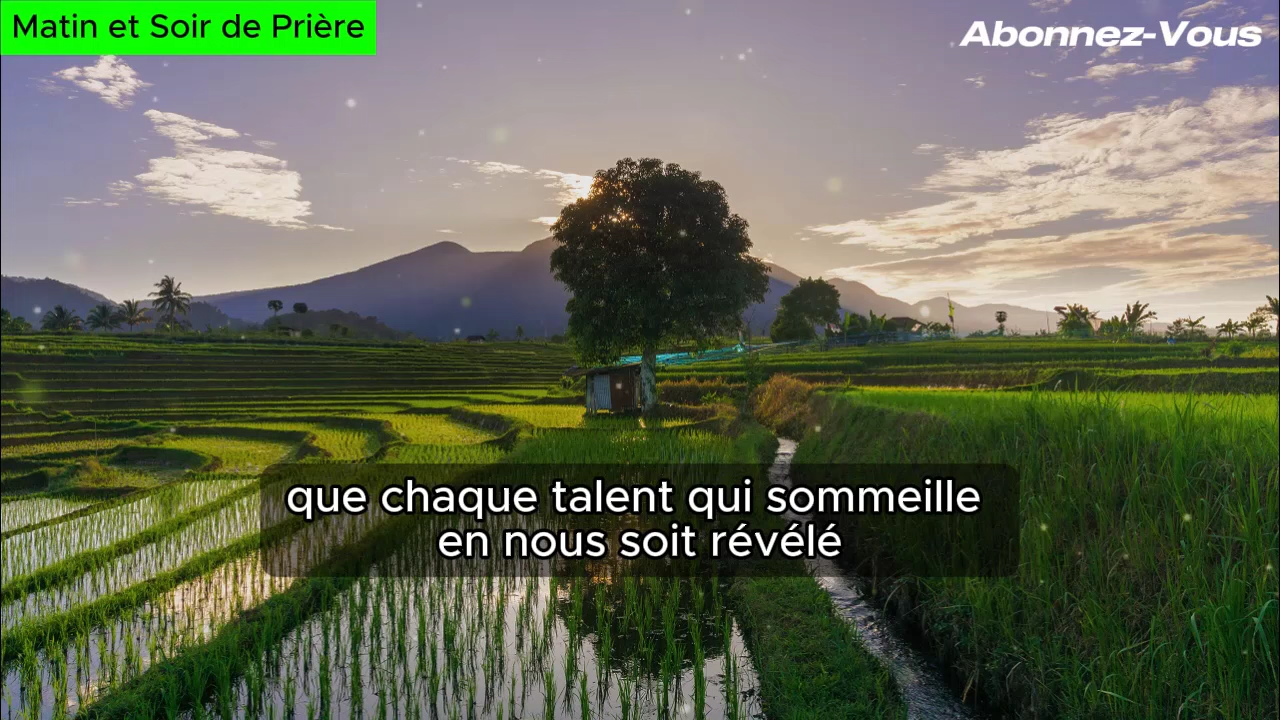 Matin et Soir de Prière
Abonnez-Vous
que chaque talent qui sommeille
en nous soit révélé